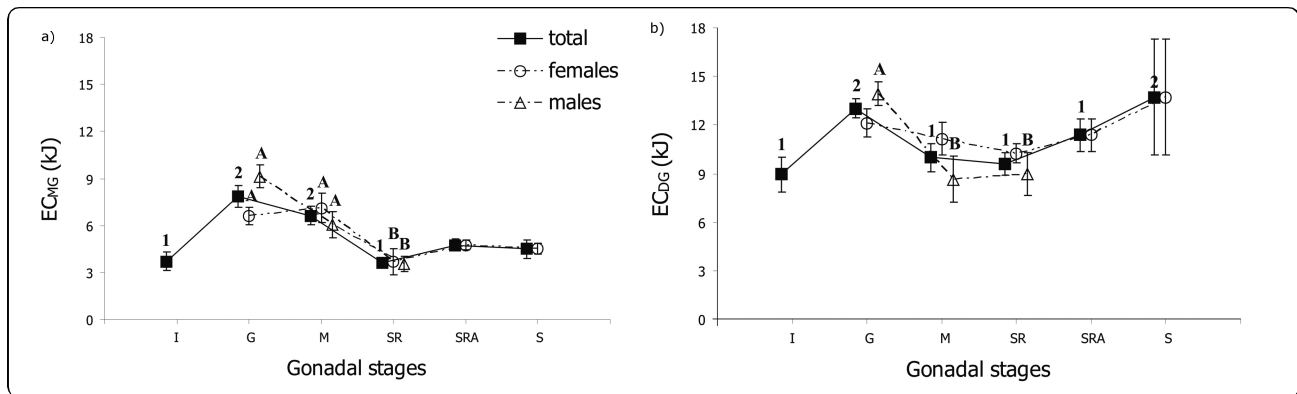 a)
18
15
12
9
6
3
0
EC_MG (kJ)
total
females
males
1
2
A
A
2
A
A
1
B
B
I
G
M
SR
SRA
S
Gonadal stages
b)
18
15
12
9
6
3
0
EC_DG (kJ)
1
2
A
1
B
1
B
1
2
I
G
M
SR
SRA
S
Gonadal stages